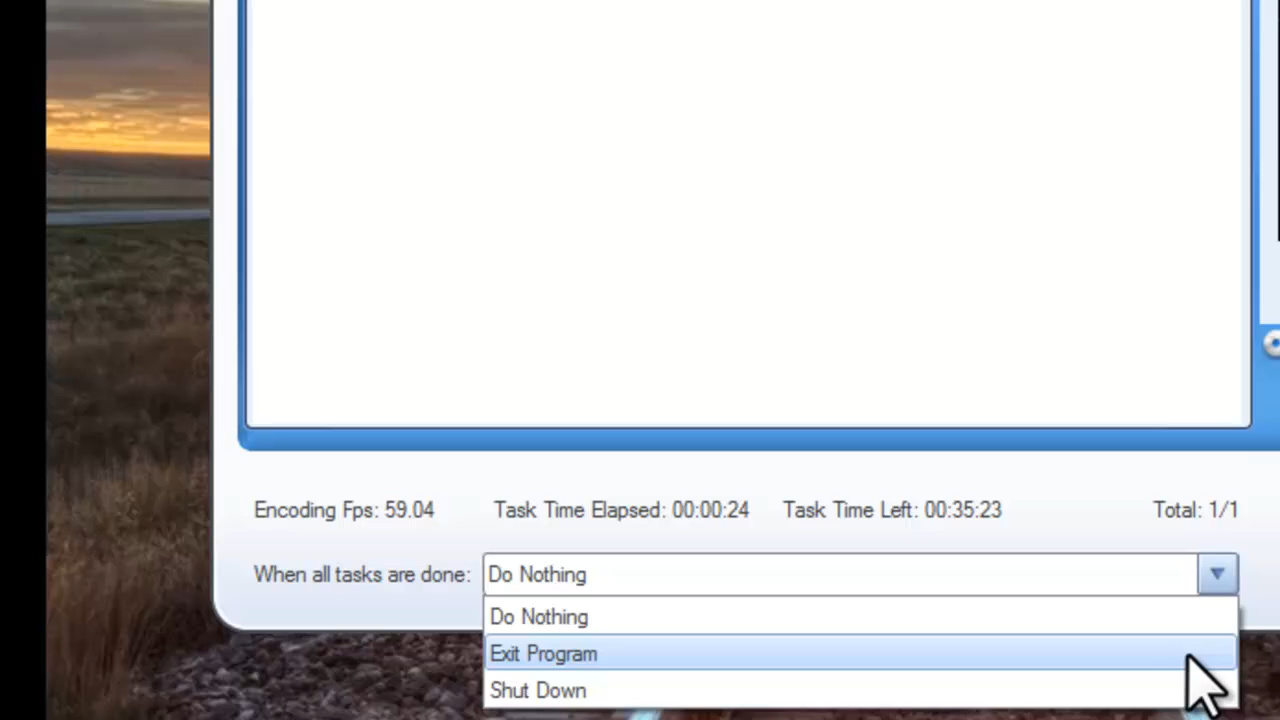 Encoding Fps: 59.04 Task Time Elapsed: 00:00:24 Task Time Left: 00:35:23 Total: 1/1
When all tasks are done: Do Nothing
Do Nothing
Exit Program
Shut Down